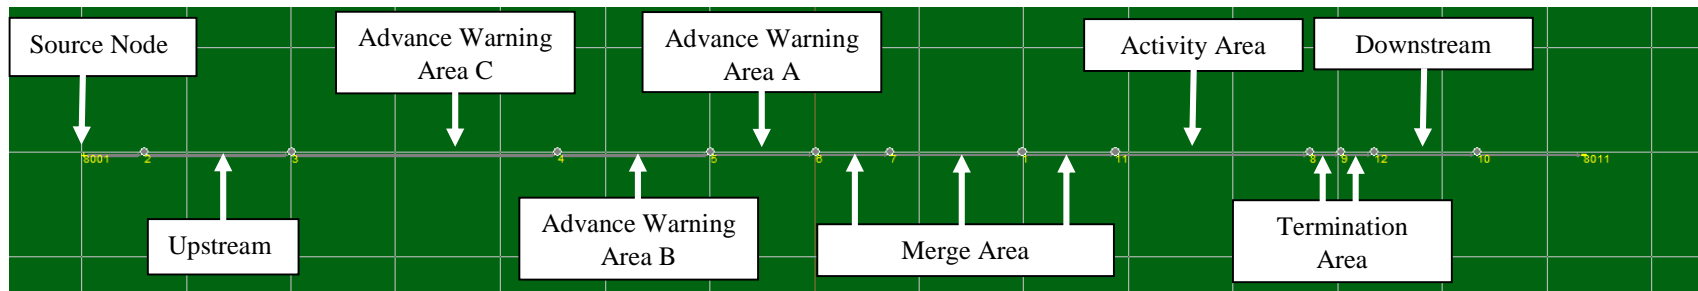 Source Node
Advance Warning
Area C
Advance Warning
Area A
Activity Area
Downstream
8001
2
3
4
5
6
7
1
11
8
9
12
10
8011
Upstream
Advance Warning
Area B
Merge Area
Termination
Area